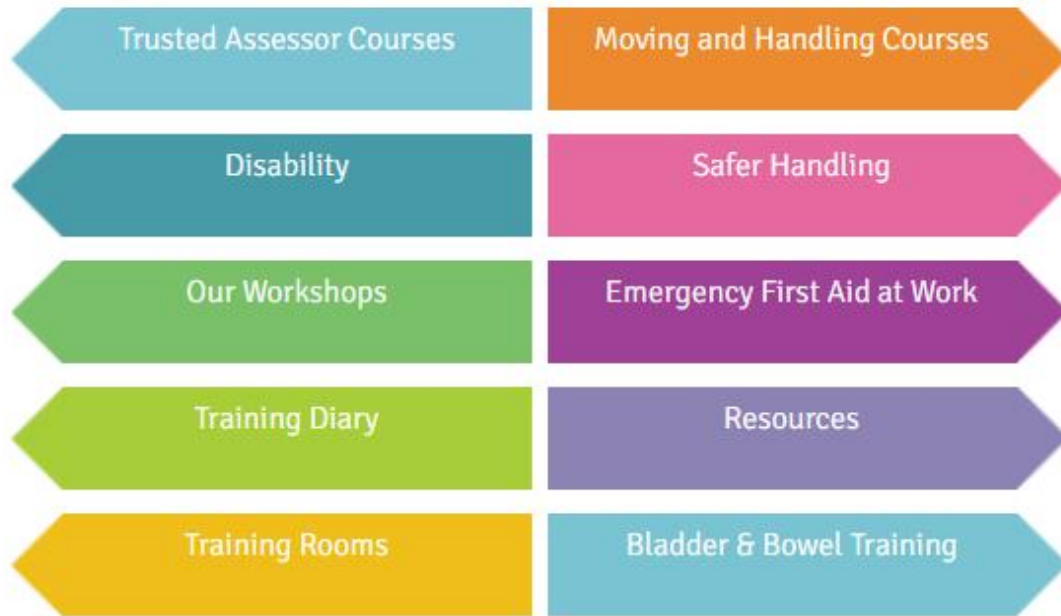 Trusted Assessor Courses
Moving and Handling Courses
Disability
Safer Handling
Our Workshops
Emergency First Aid at Work
Training Diary
Resources
Training Rooms
Bladder & Bowel Training